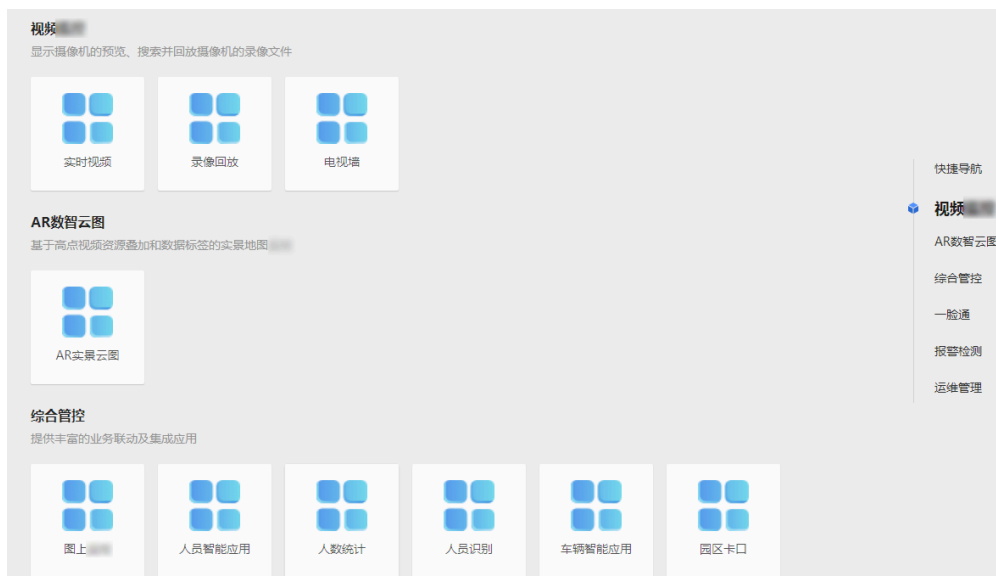 视频
显示摄像机的预览、搜索并回放摄像机的录像文件
实时视频
录像回放
电视墙
AR数智云图
基于高点视频资源叠加和数据标签的实景地图
AR实景云图
综合管控
提供丰富的业务联动及集成应用
图上
人员智能应用
人数统计
人员识别
车辆智能应用
园区卡口
快捷导航
视频
AR数智云图
综合管控
一脸通
报警检测
运维管理